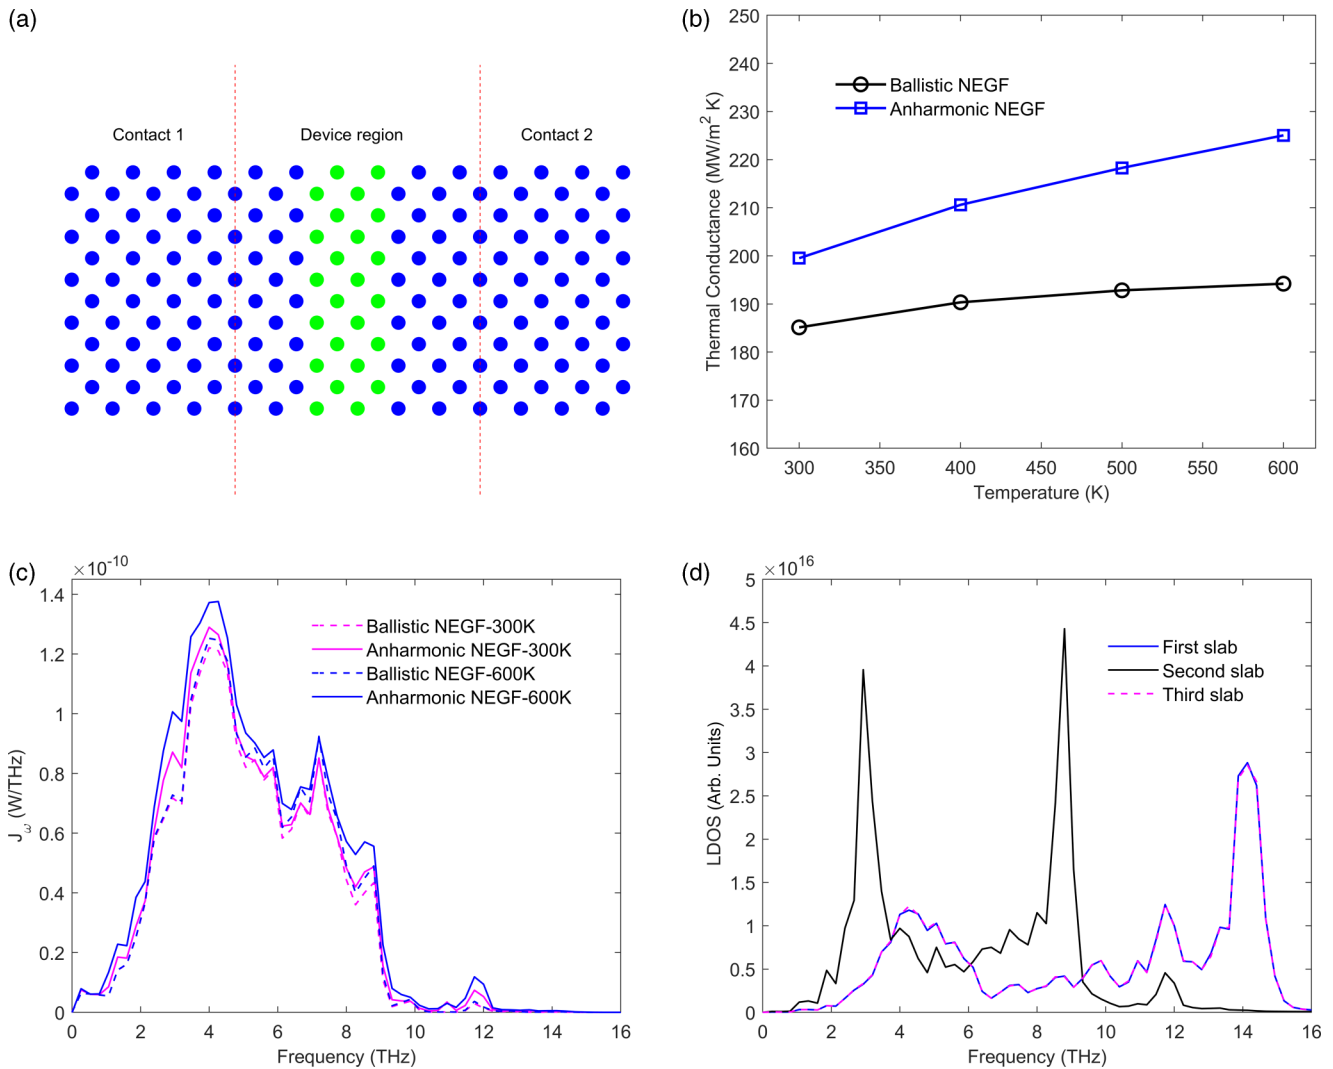 (a)
Contact 1
Device region
Contact 2
(b)
250
240
230
220
210
200
190
180
170
160
Thermal Conductance (MW/m² K)
Ballistic NEGF
Anharmonic NEGF
300
350
400
450
500
550
600
Temperature (K)
(c)
×10⁻¹⁰
1.4
1.2
1
0.8
0.6
0.4
0.2
0
J_ω (W/THz)
Ballistic NEGF-300K
Anharmonic NEGF-300K
Ballistic NEGF-600K
Anharmonic NEGF-600K
0
2
4
6
8
10
12
14
16
Frequency (THz)
(d)
×10¹⁶
5
4.5
4
3.5
3
2.5
2
1.5
1
0.5
0
LDOS (Arb. Units)
First slab
Second slab
Third slab
0
2
4
6
8
10
12
14
16
Frequency (THz)